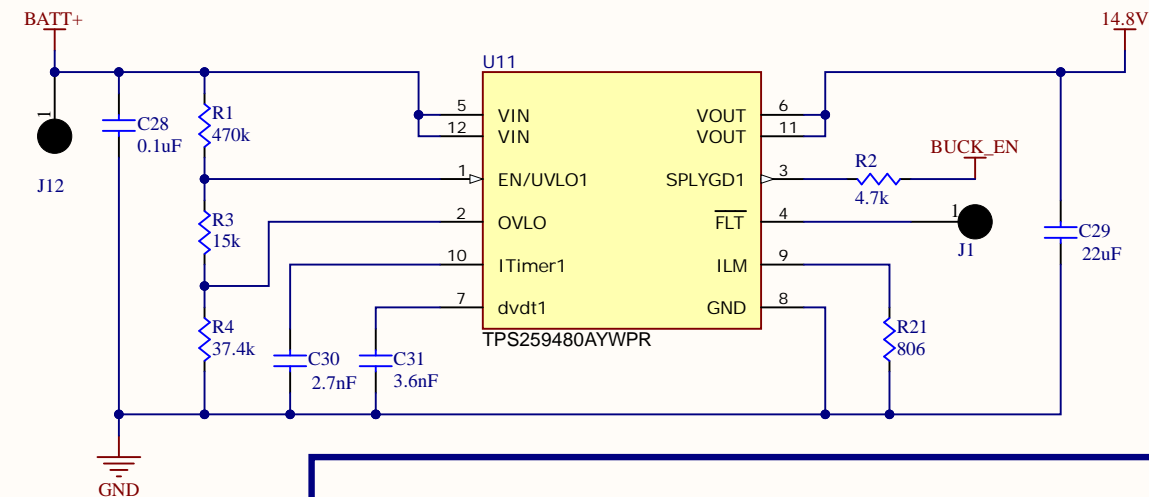 BATT+
14.8V
U11
1
J12
C28
0.1uF
R1
470k
5
VIN
12
VIN
VOUT
6
VOUT
11
BUCK_EN
1
EN/UVLO1
SPLYGD1
3
R2
4.7k
R3
15k
2
OVLO
FLT
4
1
J1
C29
22uF
10
ITimer1
ILM
9
7
dvdt1
GND
8
R4
37.4k
TPS259480AYWPR
R21
806
C30
2.7nF
C31
3.6nF
GND